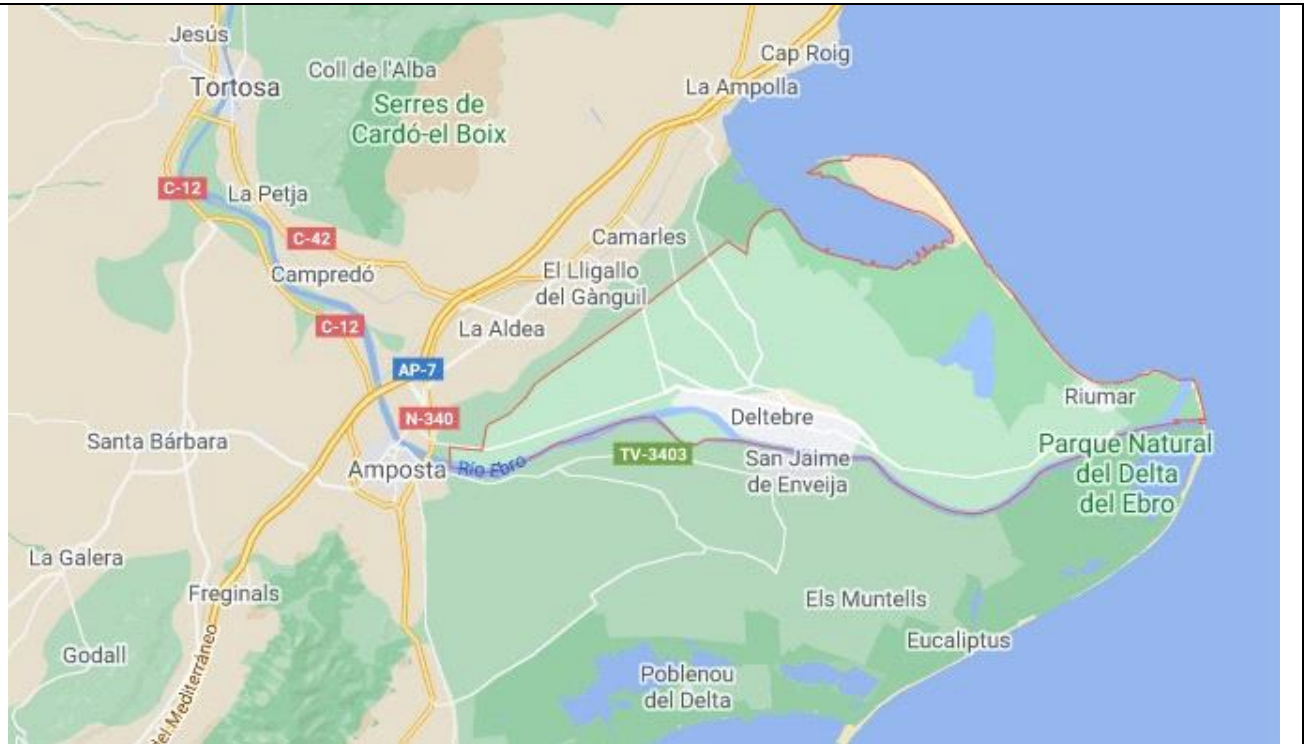 Jesús
Tortosa
Coll de l'Alba
Serres de
Cardó-el Boix
Cap Roig
La Ampolla
C-12
La Petja
C-42
Campredó
Camarles
El Lligallo
del Gànguil
C-12
La Aldea
AP-7
N-340
Riumar
Deltebre
Santa Bárbara
Amposta
Río Ebro
TV-3403
San Jaime
de Enveija
Parque Natural
del Delta
del Ebro
La Galera
Freginals
Els Muntells
Eucaliptus
Godall
Poblenou
del Delta
del Mediterráneo